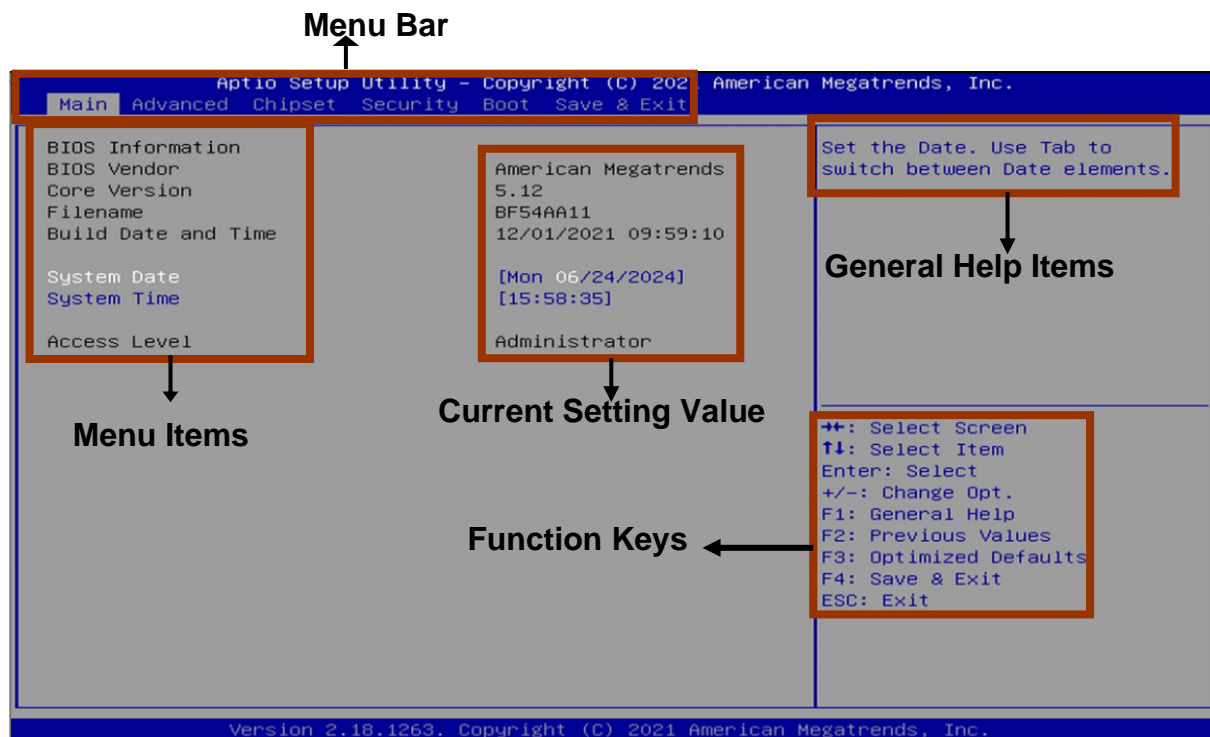 Menu Bar
Aptio Setup Utility – Copyright (C) 202 American Megatrends, Inc.
Main Advanced Chipset Security Boot Save & Exit
BIOS Information
BIOS Vendor American Megatrends
Core Version 5.12
Filename BF54AA11
Build Date and Time 12/01/2021 09:59:10
System Date [Mon 06/24/2024]
System Time [15:58:35]
Access Level Administrator
Set the Date. Use Tab to
switch between Date elements.
General Help Items
Menu Items
Current Setting Value
→←: Select Screen
↑↓: Select Item
Enter: Select
+/-: Change Opt.
F1: General Help
F2: Previous Values
F3: Optimized Defaults
F4: Save & Exit
ESC: Exit
Function Keys
Version 2.18.1263. Copyright (C) 2021 American Megatrends, Inc.